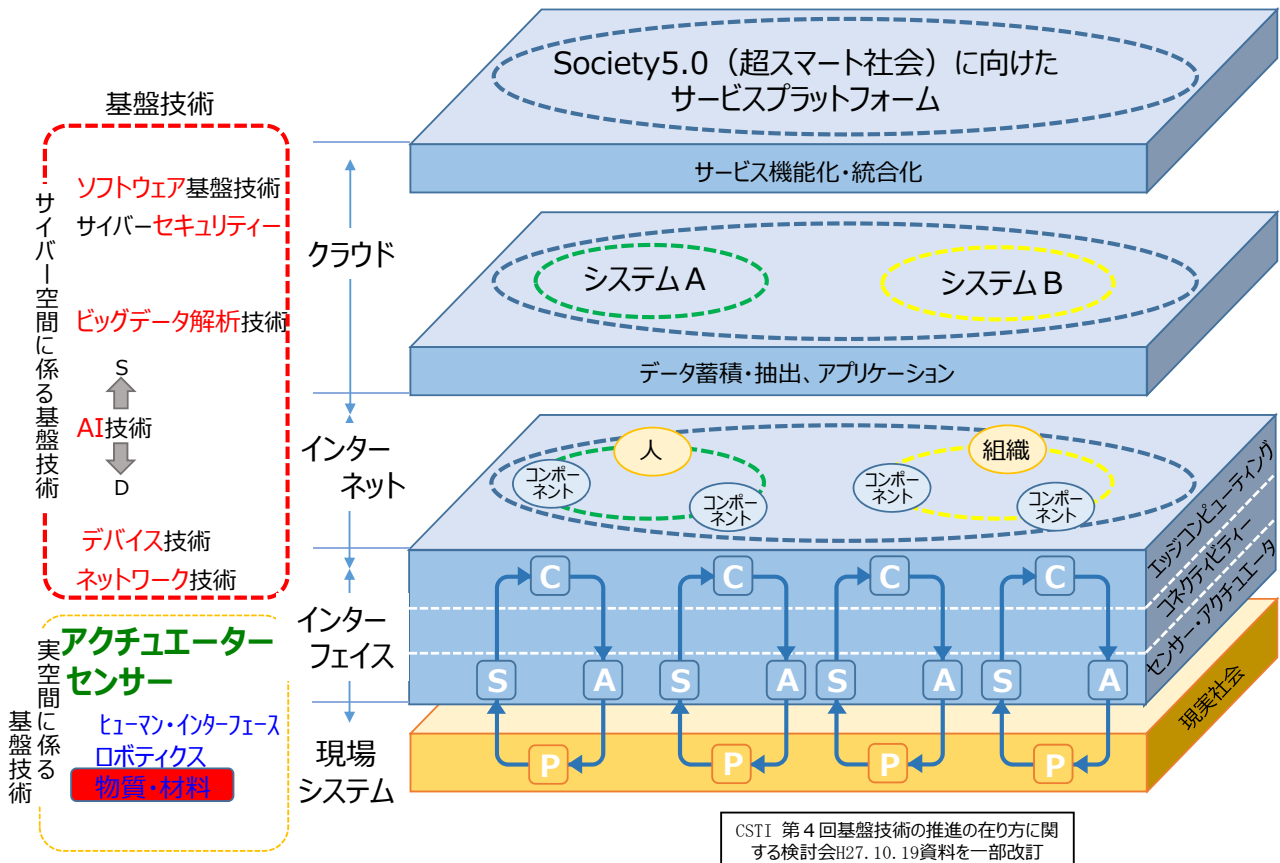 基盤技術
サイバー空間に係る基盤技術
ソフトウェア基盤技術
サイバーセキュリティー
ビッグデータ解析技術
S
AI技術
D
デバイス技術
ネットワーク技術
実空間に係る
基盤技術
アクチュエーター
センサー
ヒューマン・インターフェース
ロボティクス
物質・材料
クラウド
インター
ネット
インター
フェイス
現場
システム
Society5.0（超スマート社会）に向けた
サービスプラットフォーム
サービス機能化・統合化
システムA
システムB
データ蓄積・抽出、アプリケーション
人
組織
コンポー
ネント
コンポー
ネント
コンポー
ネント
コンポー
ネント
エッジコンピューティング
コネクティビティー
センサー・アクチュエータ
現実社会
C C C C
S A S A S A S A
P P P P
CSTI 第４回基盤技術の推進の在り方に関
する検討会H27.10.19資料を一部改訂